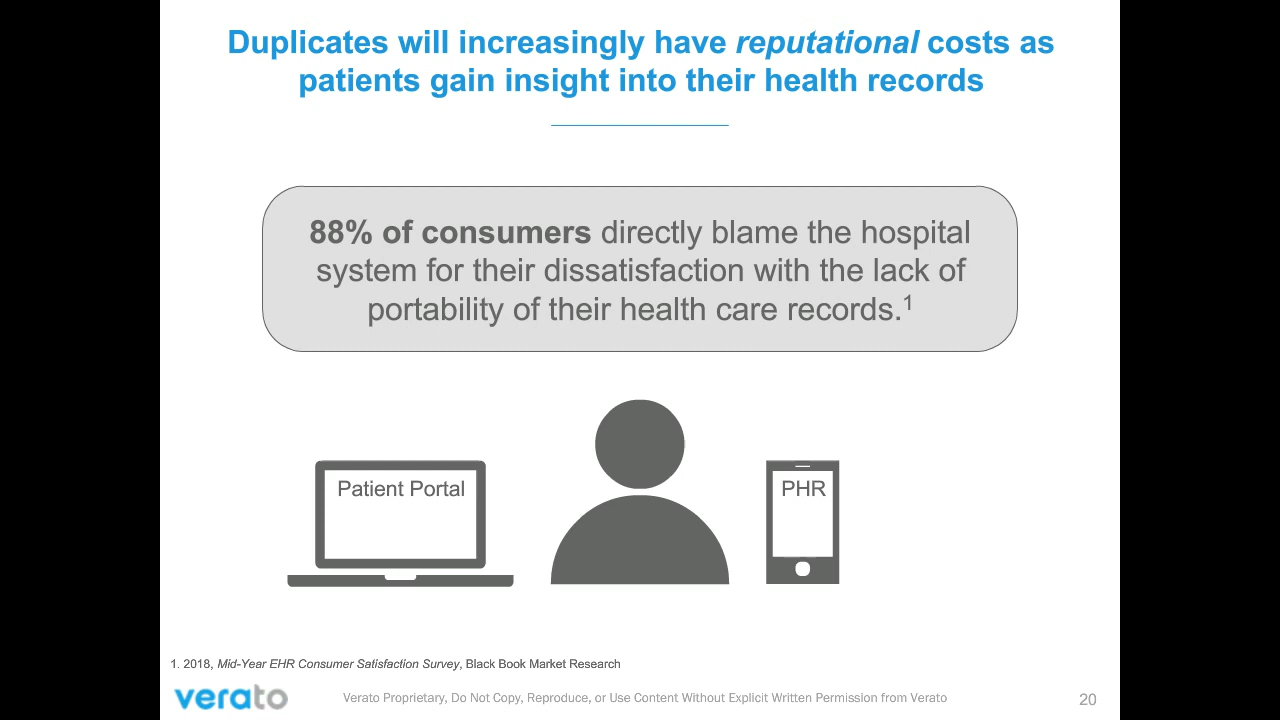 Duplicates will increasingly have reputational costs as
patients gain insight into their health records
88% of consumers directly blame the hospital
system for their dissatisfaction with the lack of
portability of their health care records.1
Patient Portal
PHR
1. 2018, Mid-Year EHR Consumer Satisfaction Survey, Black Book Market Research
verato
Verato Proprietary, Do Not Copy, Reproduce, or Use Content Without Explicit Written Permission from Verato
20